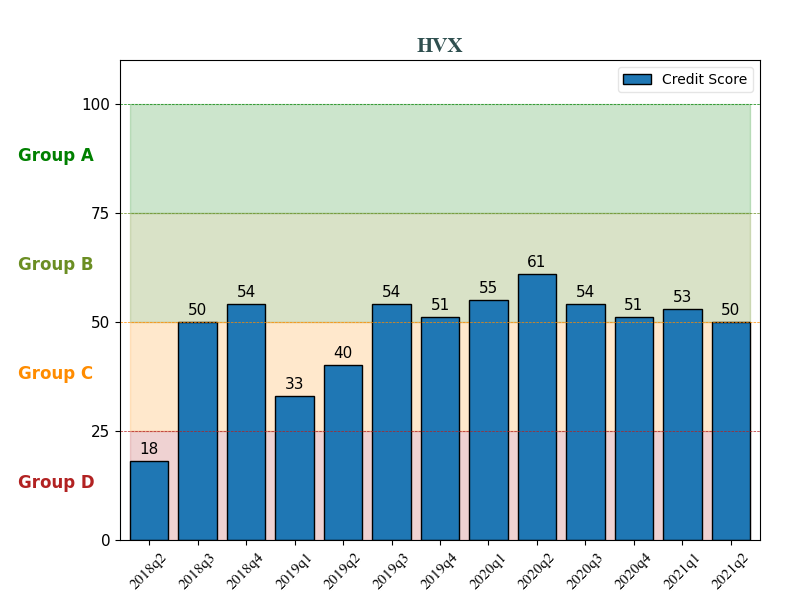 HVX
Credit Score
100
Group A
75
Group B
61
54
54
55
54
53
50
51
51
50
50
40
Group C
33
25
18
Group D
0
2018q2
2018q3
2018q4
2019q1
2019q2
2019q3
2019q4
2020q1
2020q2
2020q3
2020q4
2021q1
2021q2